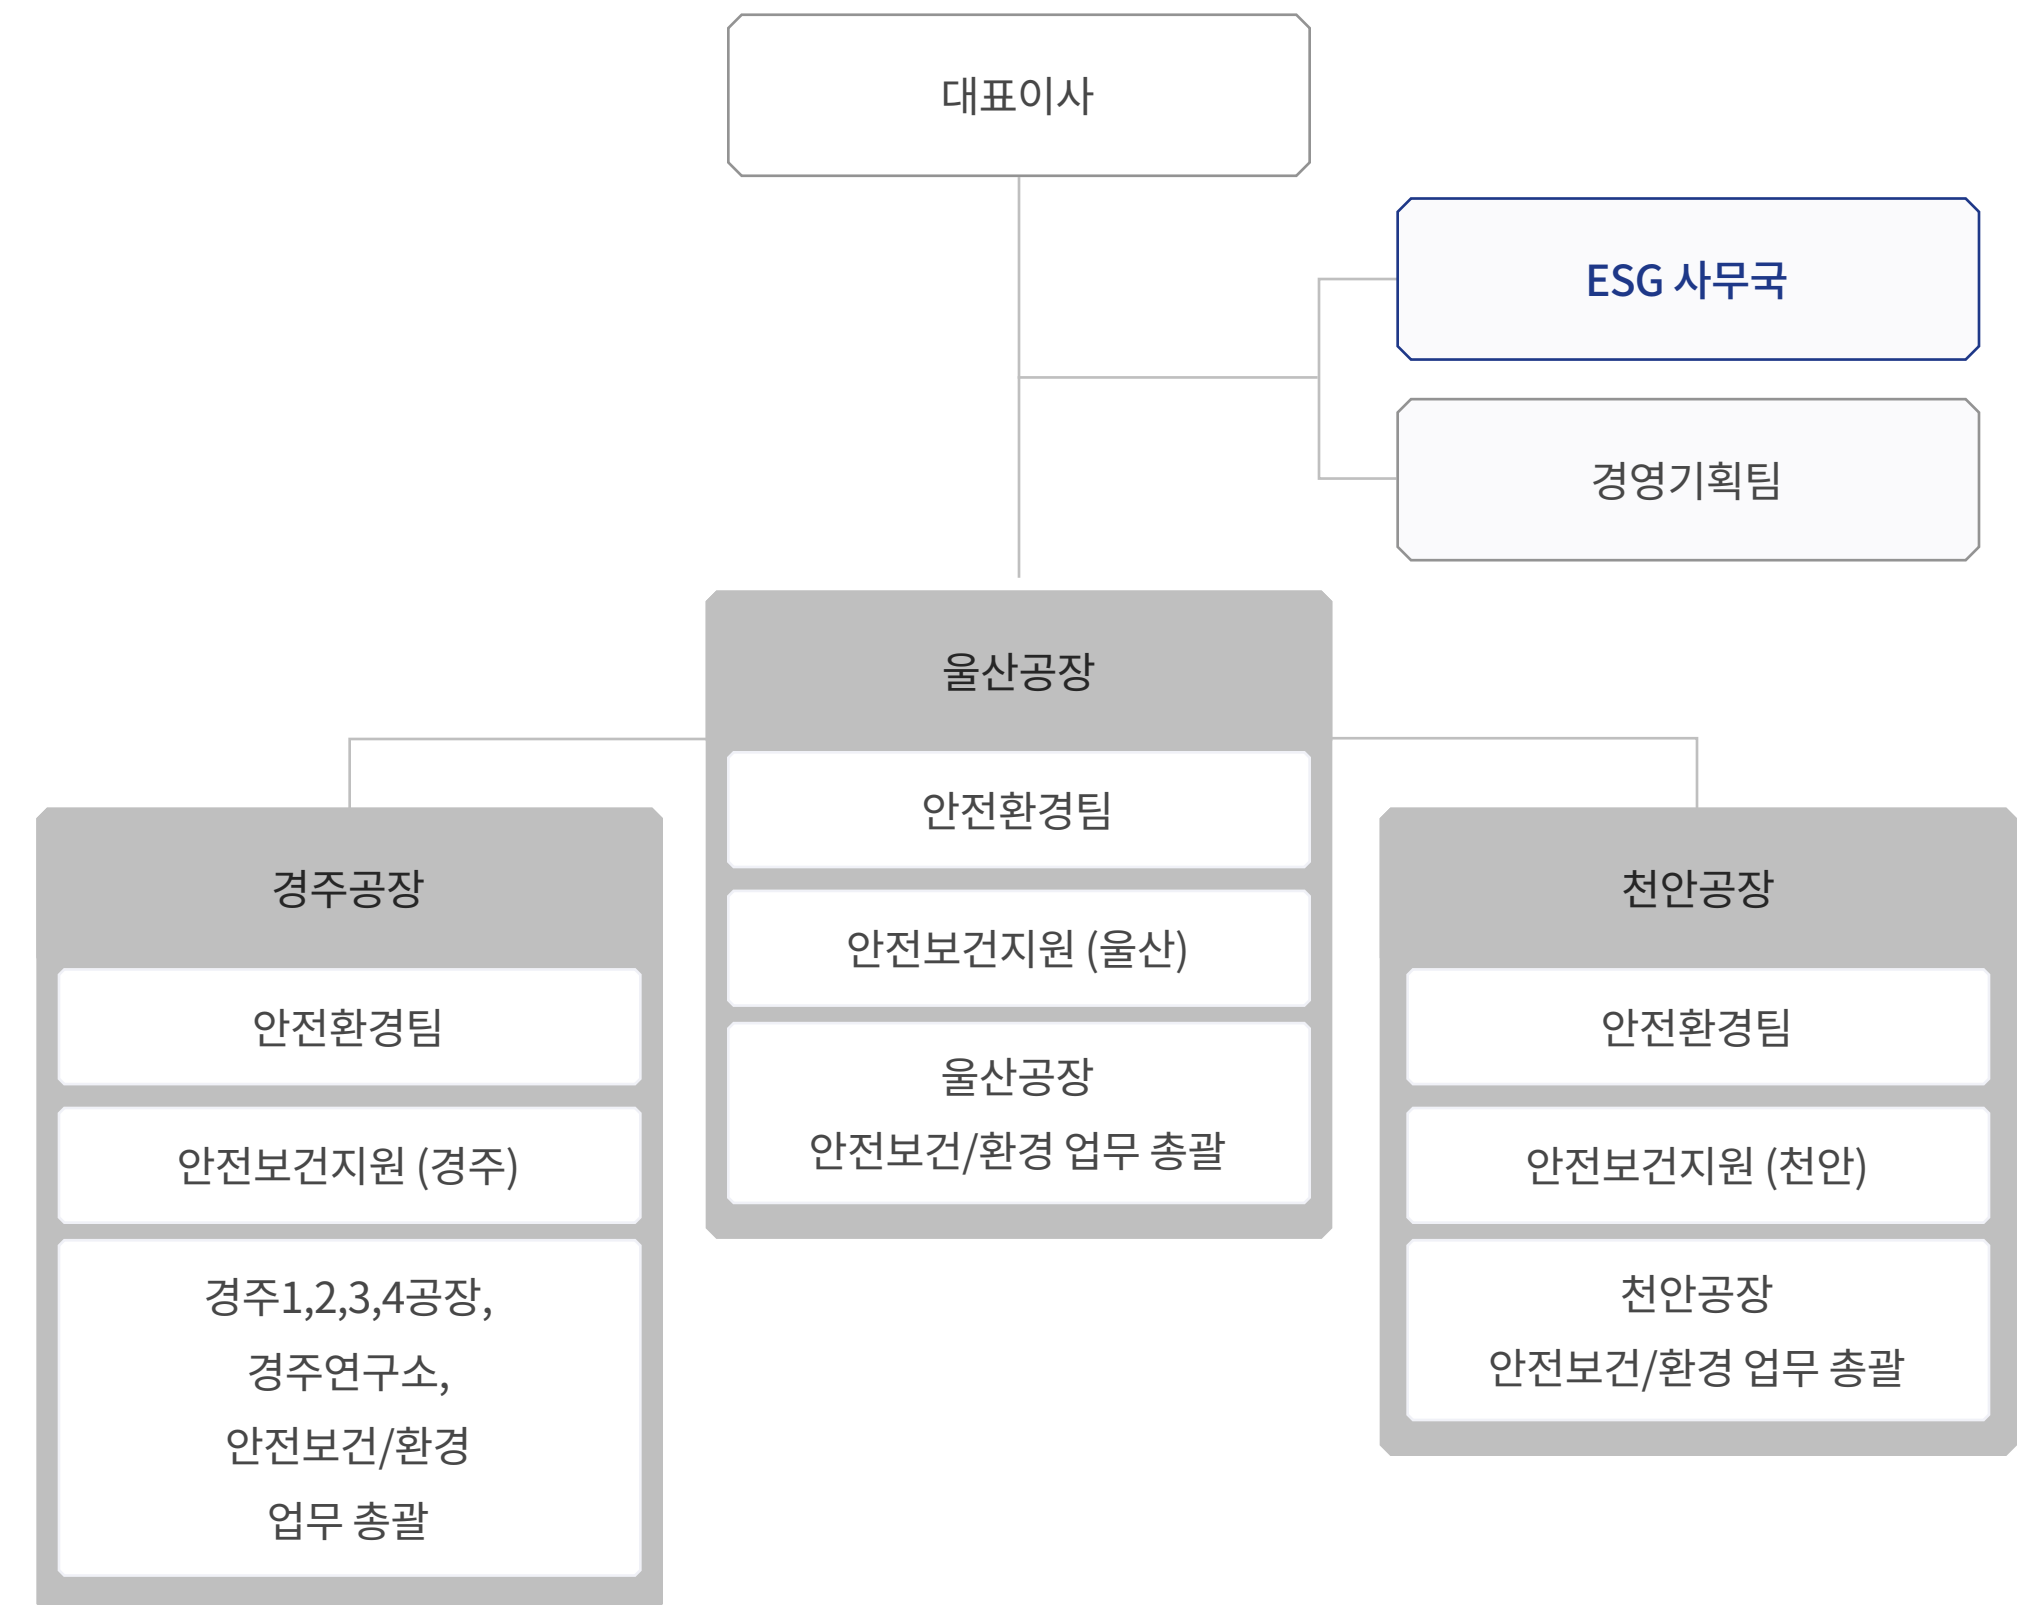 대표이사
ESG 사무국
경영기획팀
울산공장
안전환경팀
안전보건지원 (울산)
울산공장
안전보건/환경 업무 총괄
경주공장
안전환경팀
안전보건지원 (경주)
경주1,2,3,4공장,
경주연구소,
안전보건/환경
업무 총괄
천안공장
안전환경팀
안전보건지원 (천안)
천안공장
안전보건/환경 업무 총괄